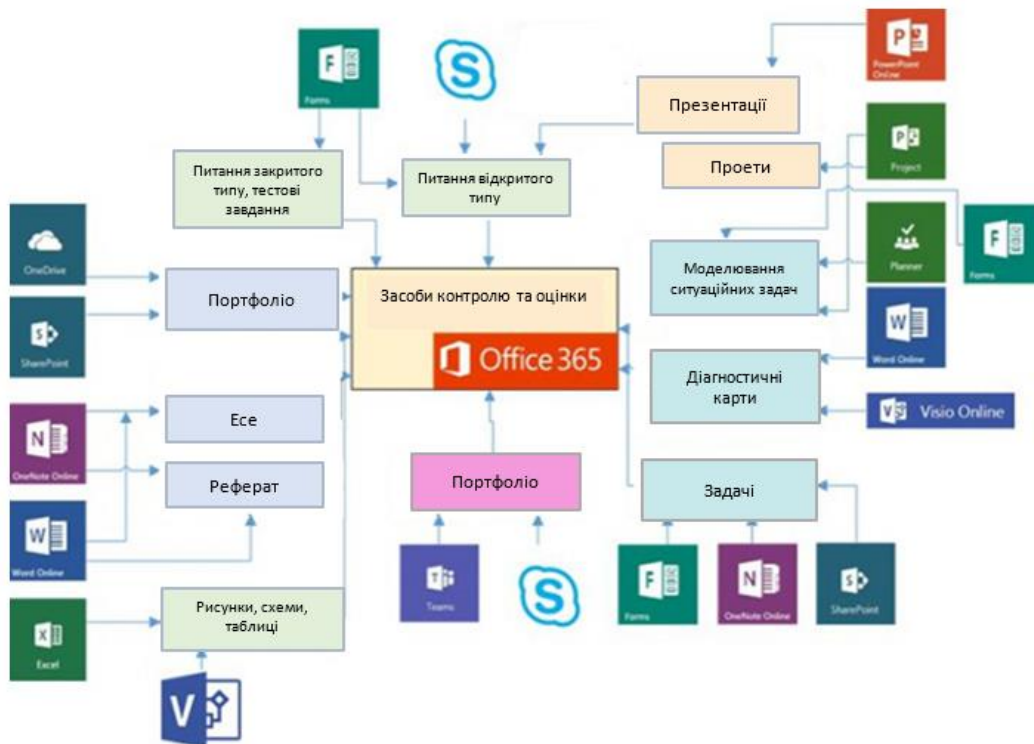 PowerPoint
Online
Forms
Презентації
Project
Проети
Питання закритого
типу, тестові
завдання
Питання відкритого
типу
OneDrive
Planner
Forms
Моделювання
ситуаційних задач
Портфоліо
Засоби контролю та оцінки
Office 365
SharePoint
Word Online
Діагностичні
карти
Visio Online
Есе
OneNote Online
Реферат
Портфоліо
Задачі
Word Online
Teams
Forms
OneNote Online
SharePoint
Рисунки, схеми,
таблиці
Excel